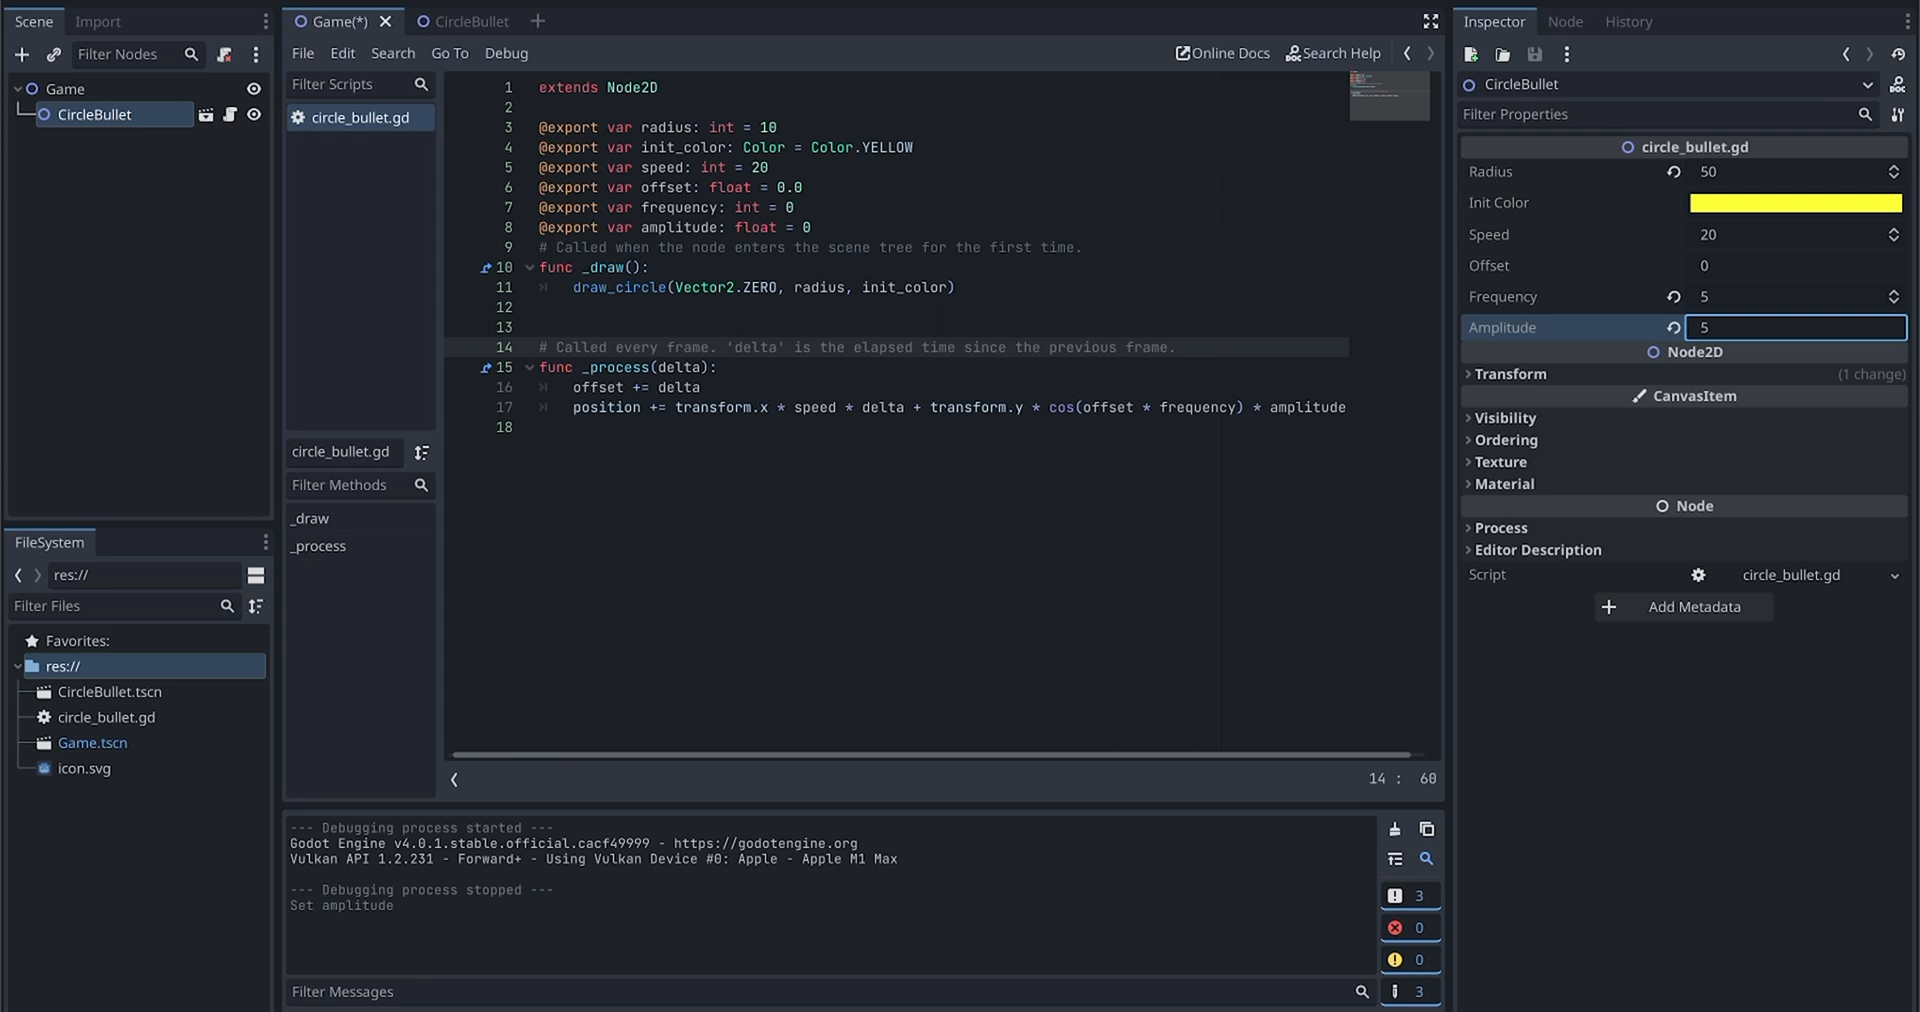 Scene
Import
Filter Nodes
Game
CircleBullet
FileSystem
res://
Filter Files
Favorites:
res://
CircleBullet.tscn
circle_bullet.gd
Game.tscn
icon.svg
Game(*)
CircleBullet
File Edit Search Go To Debug
Online Docs
Search Help
Filter Scripts
circle_bullet.gd
circle_bullet.gd
Filter Methods
_draw
_process
1 extends Node2D
2
3 @export var radius: int = 10
4 @export var init_color: Color = Color.YELLOW
5 @export var speed: int = 20
6 @export var offset: float = 0.0
7 @export var frequency: int = 0
8 @export var amplitude: float = 0
9 # Called when the node enters the scene tree for the first time.
10 func _draw():
11 draw_circle(Vector2.ZERO, radius, init_color)
12
13
14 # Called every frame. 'delta' is the elapsed time since the previous frame.
15 func _process(delta):
16 offset += delta
17 position += transform.x * speed * delta + transform.y * cos(offset * frequency) * amplitude
18
14 : 60
--- Debugging process started ---
Godot Engine v4.0.1.stable.official.cacf49999 - https://godotengine.org
Vulkan API 1.2.231 - Forward+ - Using Vulkan Device #0: Apple - Apple M1 Max
--- Debugging process stopped ---
Set amplitude
3
0
0
3
Filter Messages
Inspector
Node
History
CircleBullet
DOC
Filter Properties
circle_bullet.gd
Radius 50
Init Color
Speed 20
Offset 0
Frequency 5
Amplitude 5
Node2D
Transform (1 change)
CanvasItem
Visibility
Ordering
Texture
Material
Node
Process
Editor Description
Script circle_bullet.gd
Add Metadata